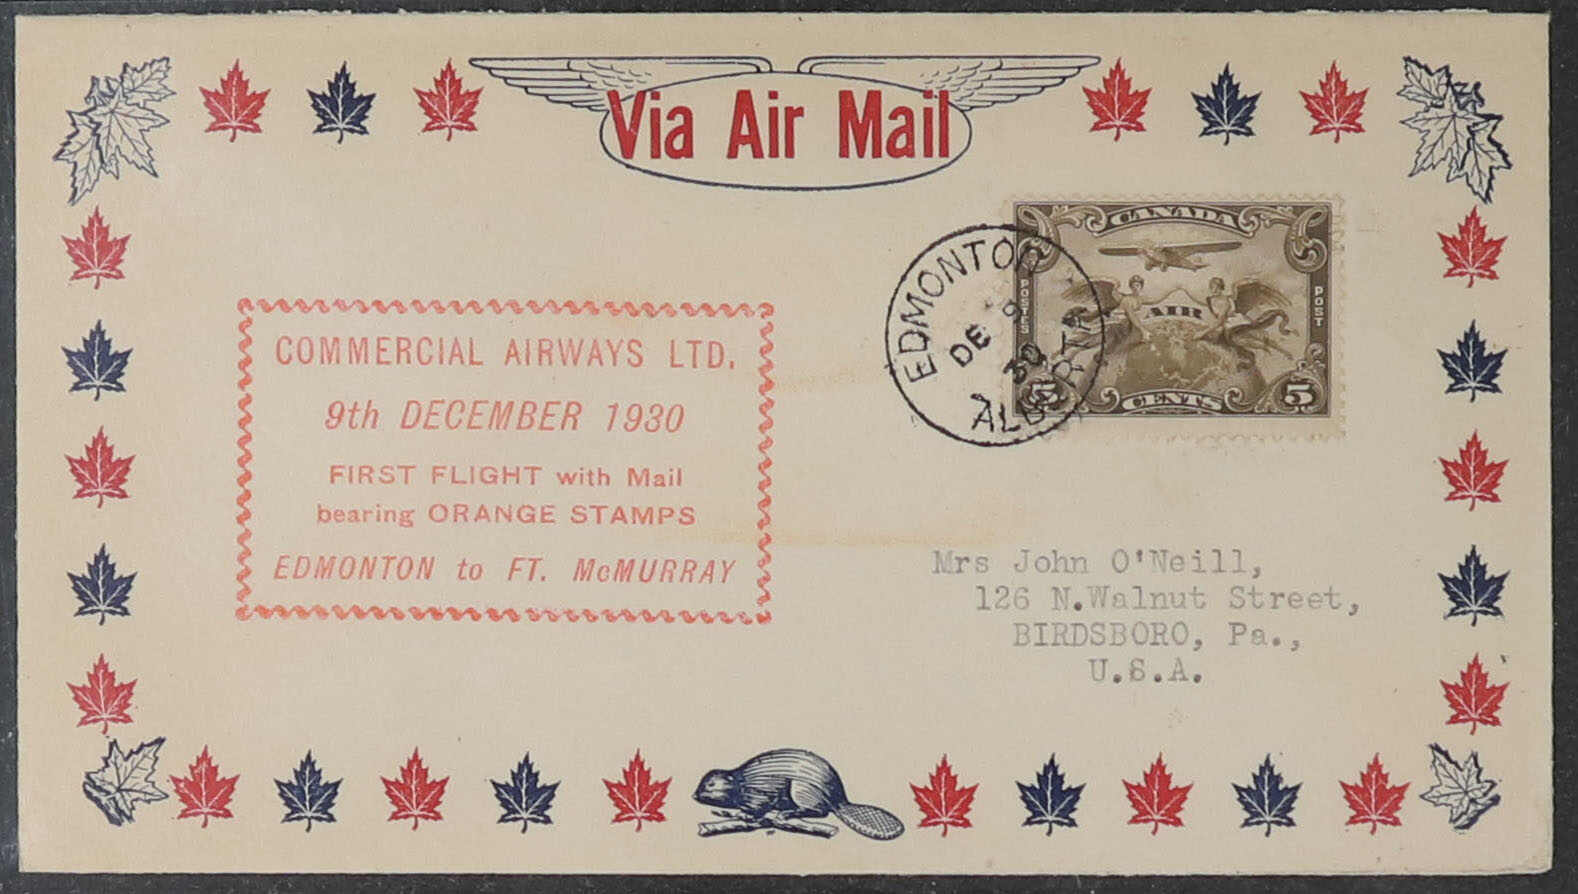 Via Air Mail
CANADA
5
POSTES
POST
AIR
5 5
CENTS
EDMONTON
DE 9
30
ALBERTA
COMMERCIAL AIRWAYS LTD.
9th DECEMBER 1930
FIRST FLIGHT with Mail
bearing ORANGE STAMPS
EDMONTON to FT. McMURRAY
Mrs John O'Neill,
126 N.Walnut Street,
BIRDSBORO, Pa.,
U.S.A.